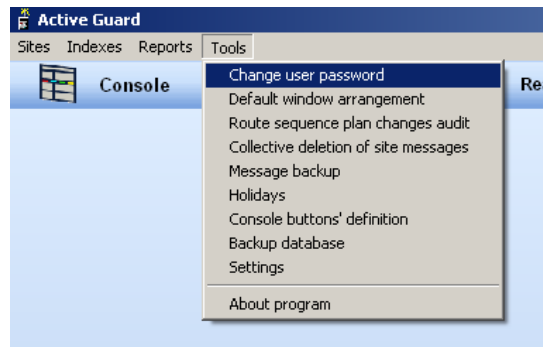 Active Guard
Sites Indexes Reports Tools
Console
Change user password
Default window arrangement
Route sequence plan changes audit
Collective deletion of site messages
Message backup
Holidays
Console buttons' definition
Backup database
Settings
About program
Re